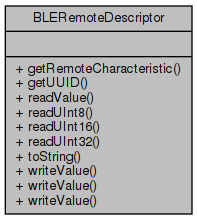 BLERemoteDescriptor
+ getRemoteCharacteristic()
+ getUUID()
+ readValue()
+ readUInt8()
+ readUInt16()
+ readUInt32()
+ toString()
+ writeValue()
+ writeValue()
+ writeValue()